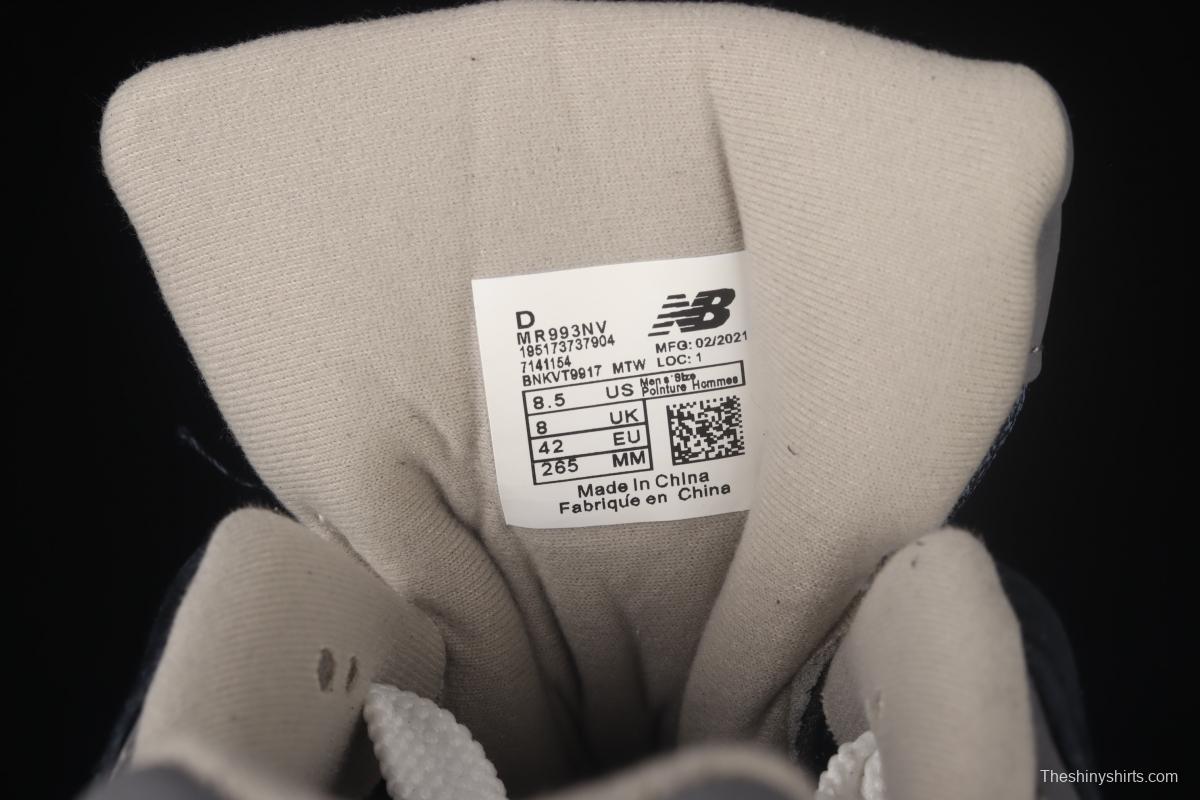 D
MR993NV
195173737904
7141154
BNKVT9917 MTW
NB
MFG: 02/2021
LOC: 1
8.5 US Men's Size
Pointure Hommes
8 UK
42 EU
265 MM
Made In China
Fabriqúe en China
Theshinyshirts.com